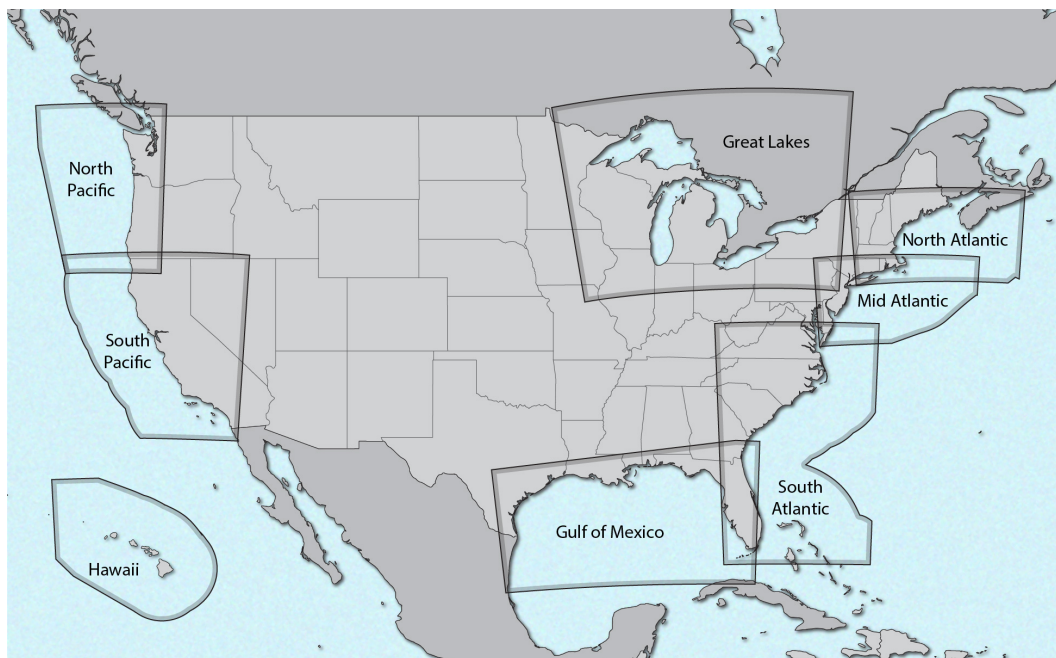 Great Lakes
North
Pacific
North Atlantic
Mid Atlantic
South
Pacific
South
Atlantic
Gulf of Mexico
Hawaii